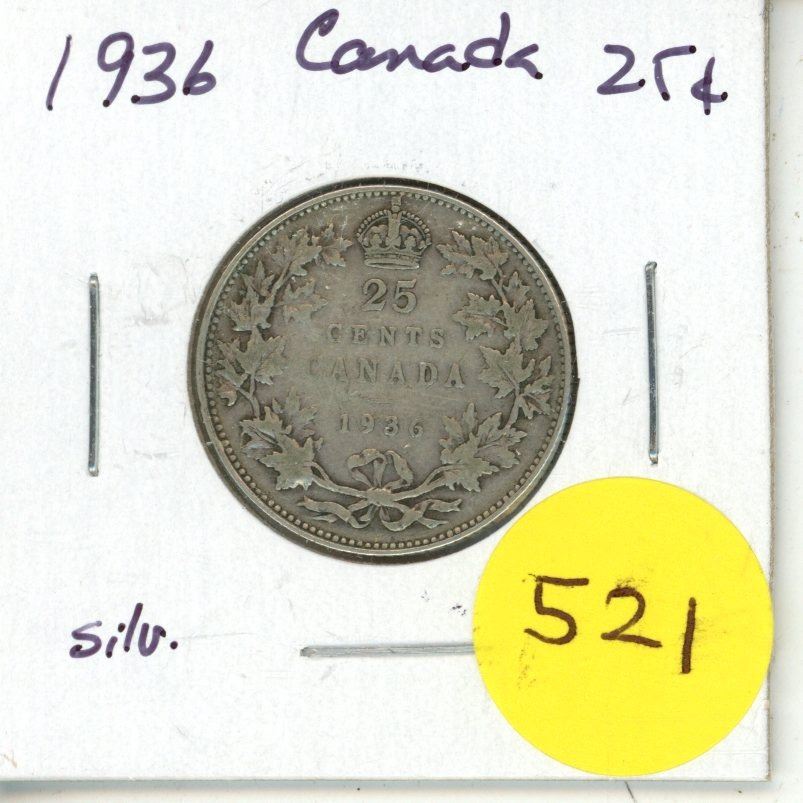 1936 Canada 25¢
25
CENTS
CANADA
1936
silv.
521